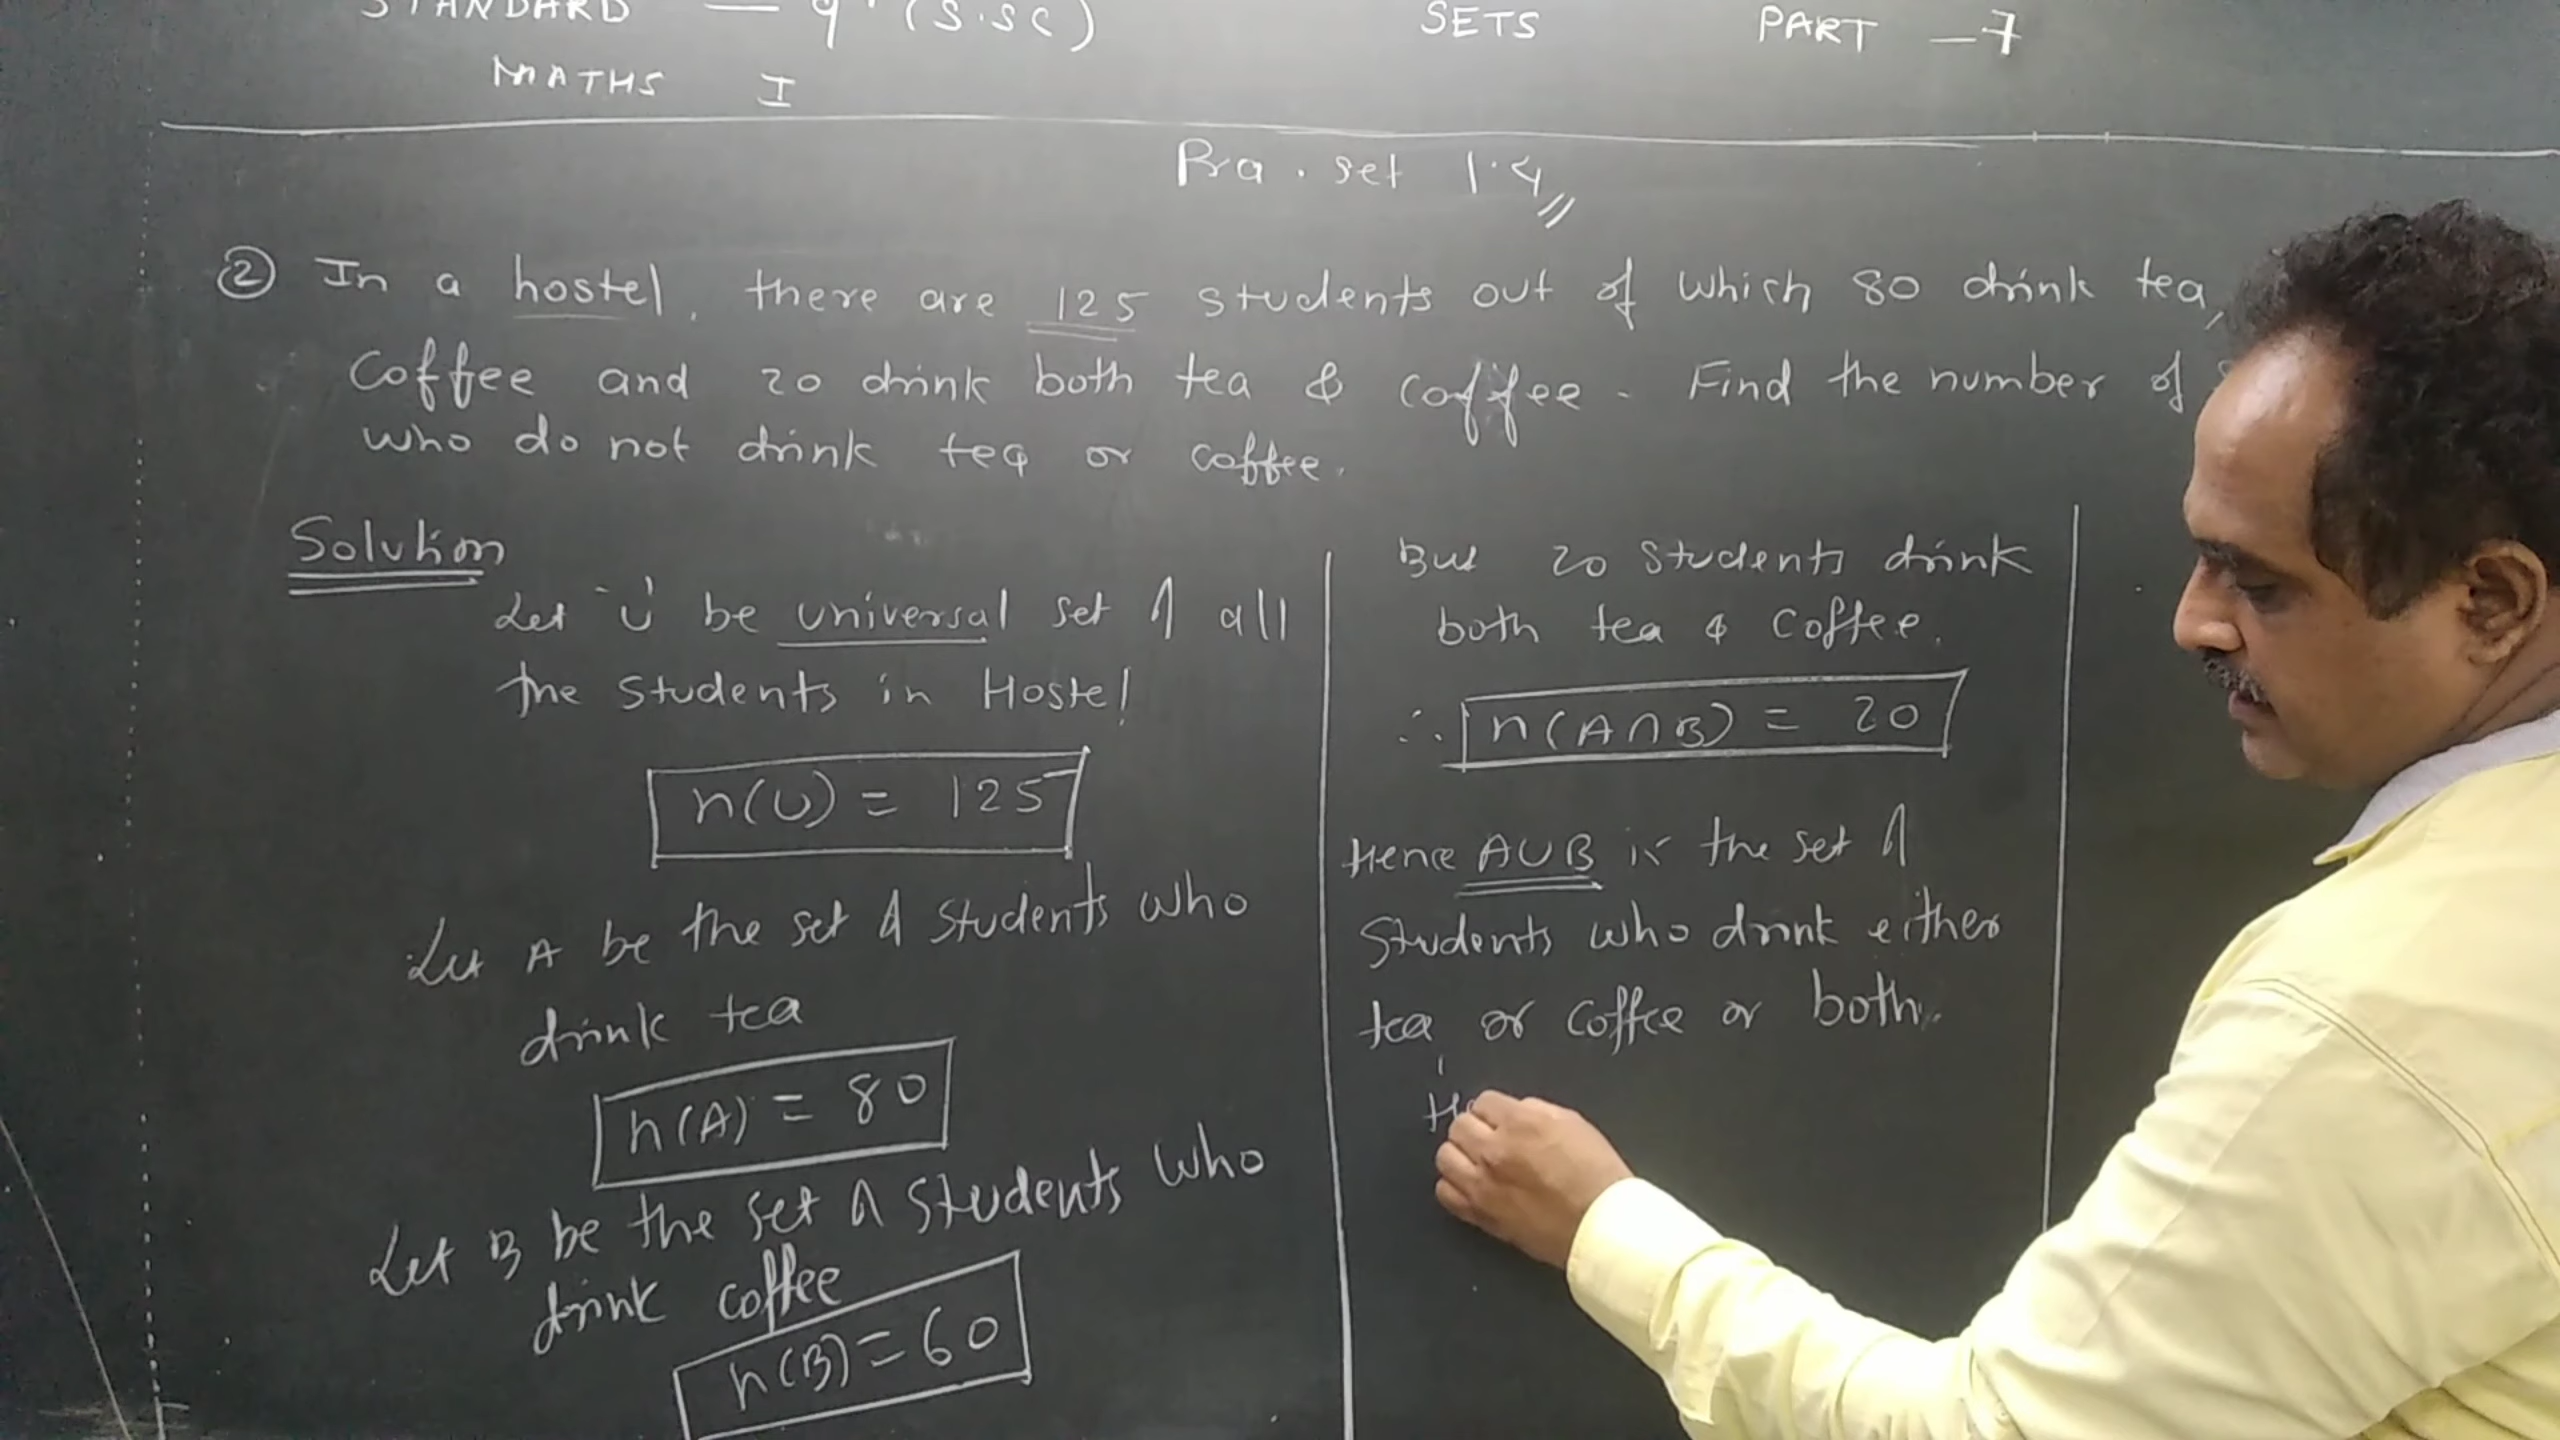 STANDARD — 9 (S.SC)
SETS
PART —7
MATHS I
Pra. set 1.4
② In a hostel, there are 125 students out of which 80 drink tea,
coffee and 20 drink both tea & coffee. Find the number of
who do not drink tea or coffee.
Solution
Let 'U' be universal set of all
the students in Hostel
n(U) = 125
Let A be the set of students who
drink tea
n(A) = 80
Let B be the set of students who
drink coffee
n(B) = 60
But 20 students drink
both tea & coffee.
∴ n(A∩B) = 20
Hence A∪B is the set of
students who drink either
tea or coffee or both.